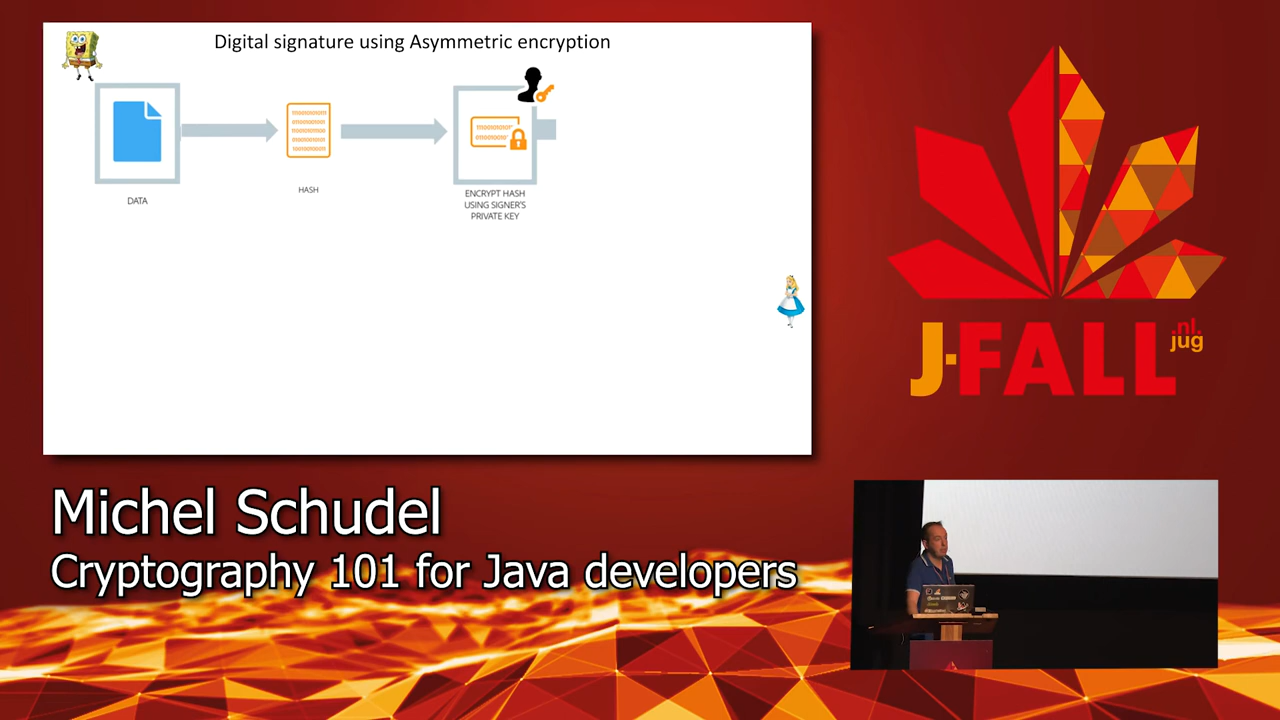 Digital signature using Asymmetric encryption
DATA
HASH
ENCRYPT HASH
USING SIGNER'S
PRIVATE KEY
J-FALL
.nl.
jug
Michel Schudel
Cryptography 101 for Java developers